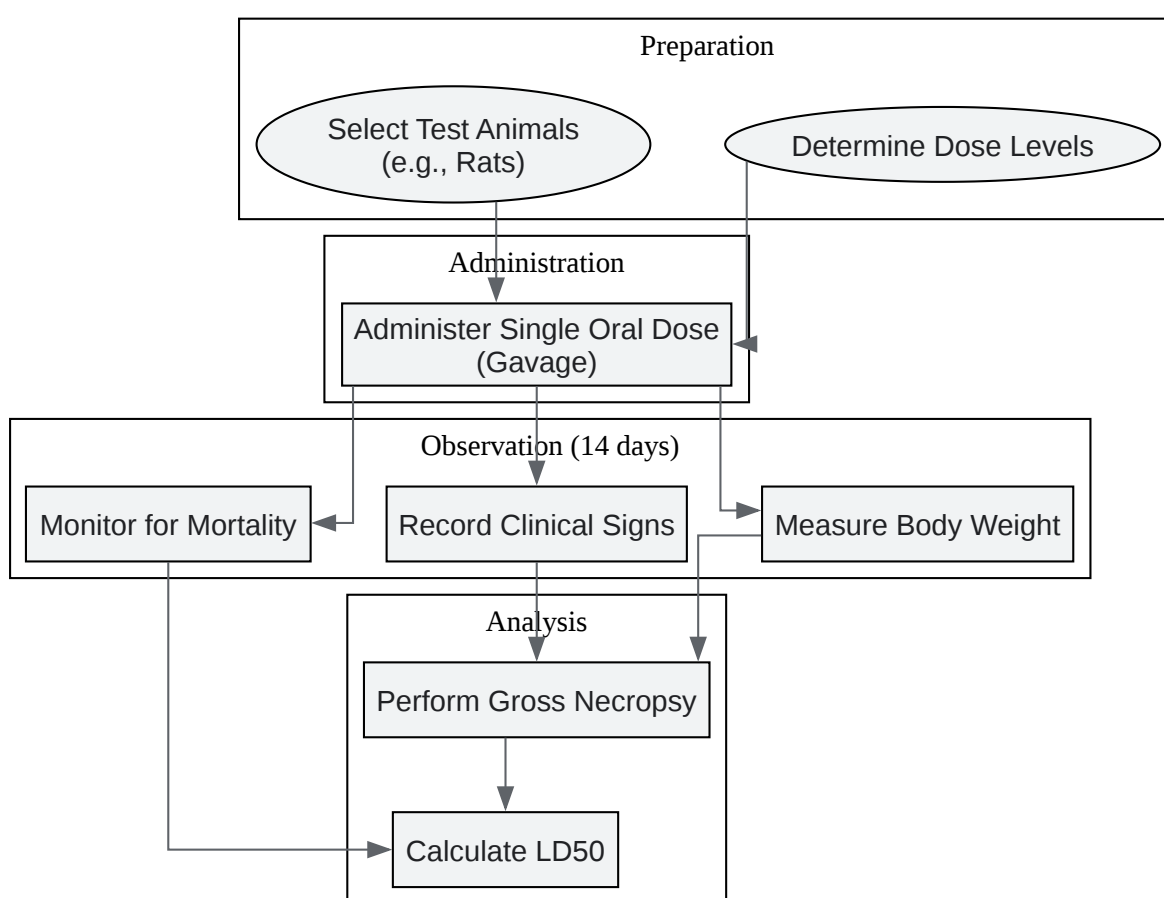 Preparation
Select Test Animals
(e.g., Rats)
Determine Dose Levels
Administration
Administer Single Oral Dose
(Gavage)
Observation (14 days)
Monitor for Mortality
Record Clinical Signs
Measure Body Weight
Analysis
Perform Gross Necropsy
Calculate LD50